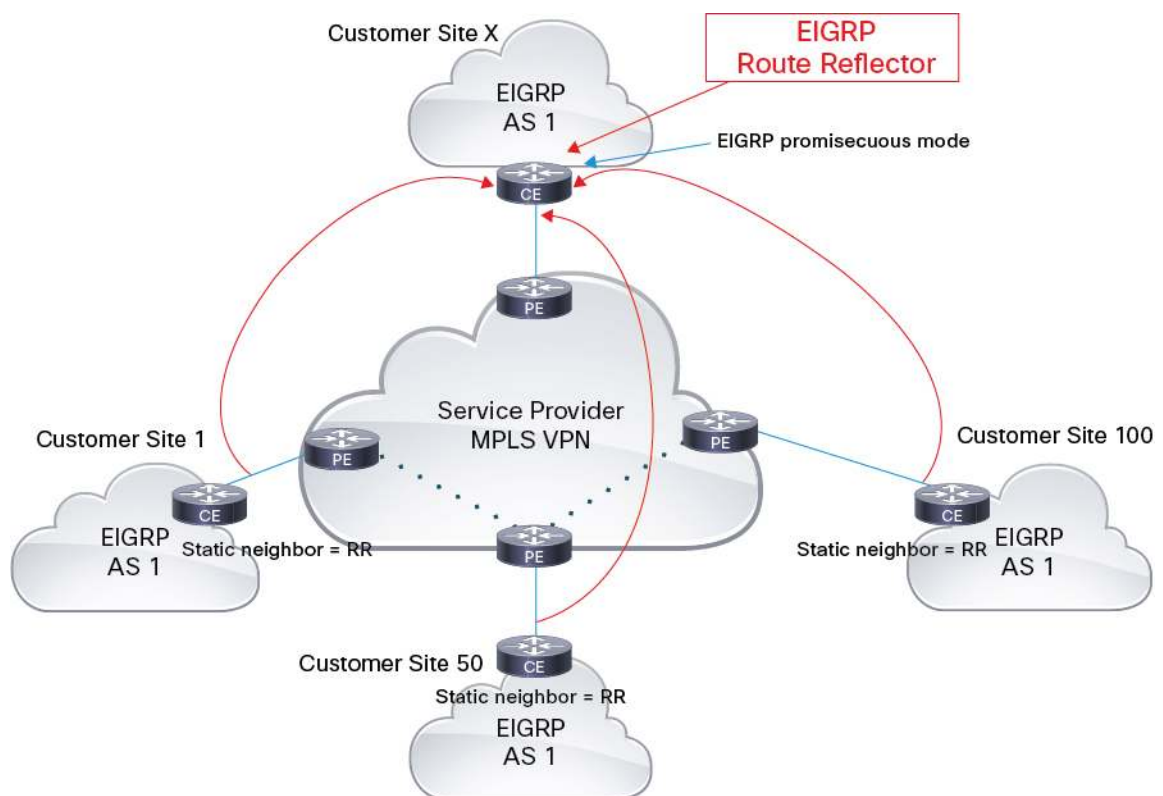 Customer Site X
EIGRP
Route Reflector
EIGRP
AS 1
EIGRP promisecuous mode
CE
PE
Service Provider
MPLS VPN
Customer Site 1
PE
PE
Customer Site 100
CE
EIGRP
AS 1
Static neighbor = RR
PE
CE
Static neighbor = RR
EIGRP
AS 1
Customer Site 50
CE
Static neighbor = RR
EIGRP
AS 1